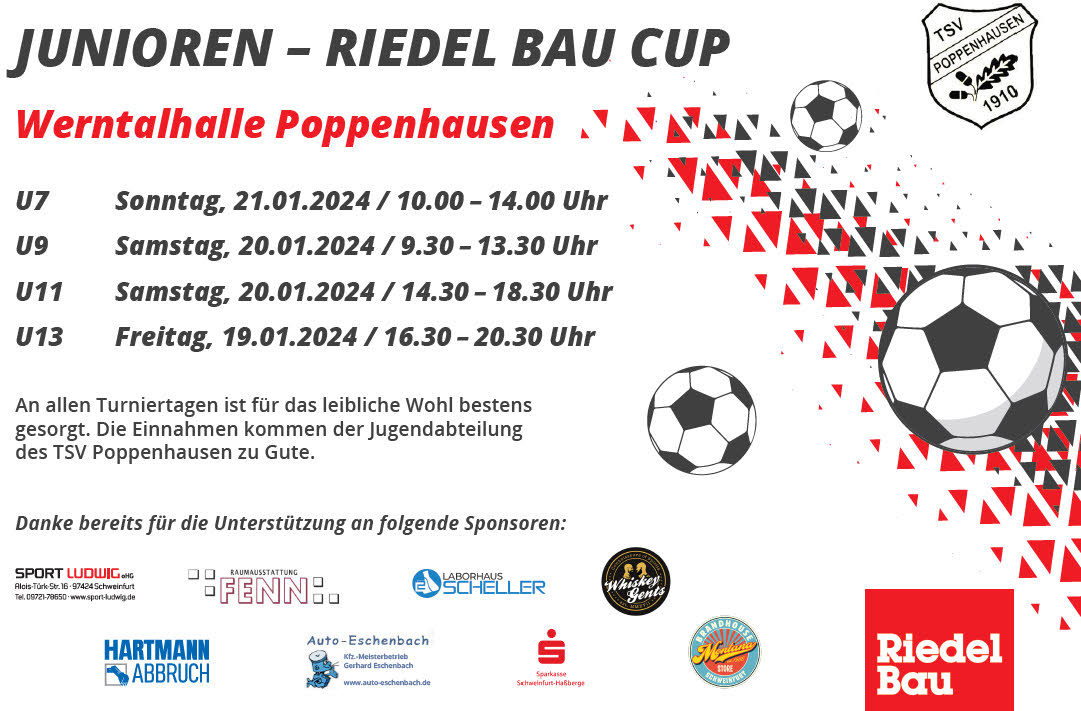 JUNIOREN – RIEDEL BAU CUP
TSV
POPPENHAUSEN
1910
Werntalhalle Poppenhausen
U7 Sonntag, 21.01.2024 / 10.00 – 14.00 Uhr
U9 Samstag, 20.01.2024 / 9.30 – 13.30 Uhr
U11 Samstag, 20.01.2024 / 14.30 – 18.30 Uhr
U13 Freitag, 19.01.2024 / 16.30 – 20.30 Uhr
An allen Turniertagen ist für das leibliche Wohl bestens
gesorgt. Die Einnahmen kommen der Jugendabteilung
des TSV Poppenhausen zu Gute.
Danke bereits für die Unterstützung an folgende Sponsoren:
SPORT LUDWIG oHG
Alois-Türk-Str. 16 · 97424 Schweinfurt
Tel. 09721-78650 · www.sport-ludwig.de
RAUMAUSSTATTUNG
FENN
LABORHAUS
SCHELLER
Whiskey
Gents
HARTMANN
ABBRUCH
Auto-Eschenbach
Kfz.-Meisterbetrieb
Gerhard Eschenbach
www.auto-eschenbach.de
Sparkasse
Schweinfurt-Haßberge
BRANDHOUSE
Montana
STORE
SCHWEINFURT
Riedel
Bau